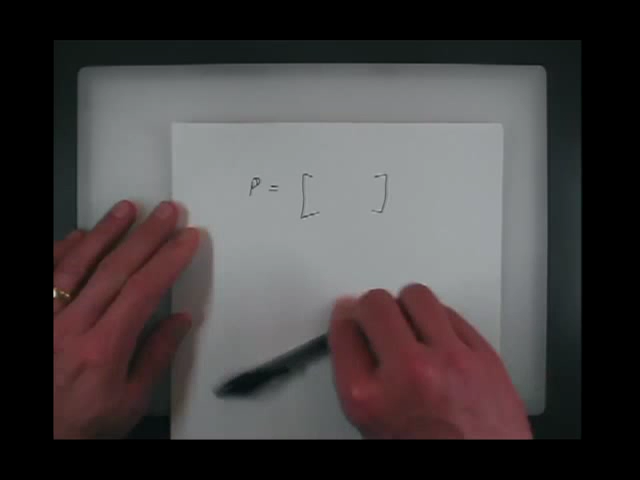 P = [ ]